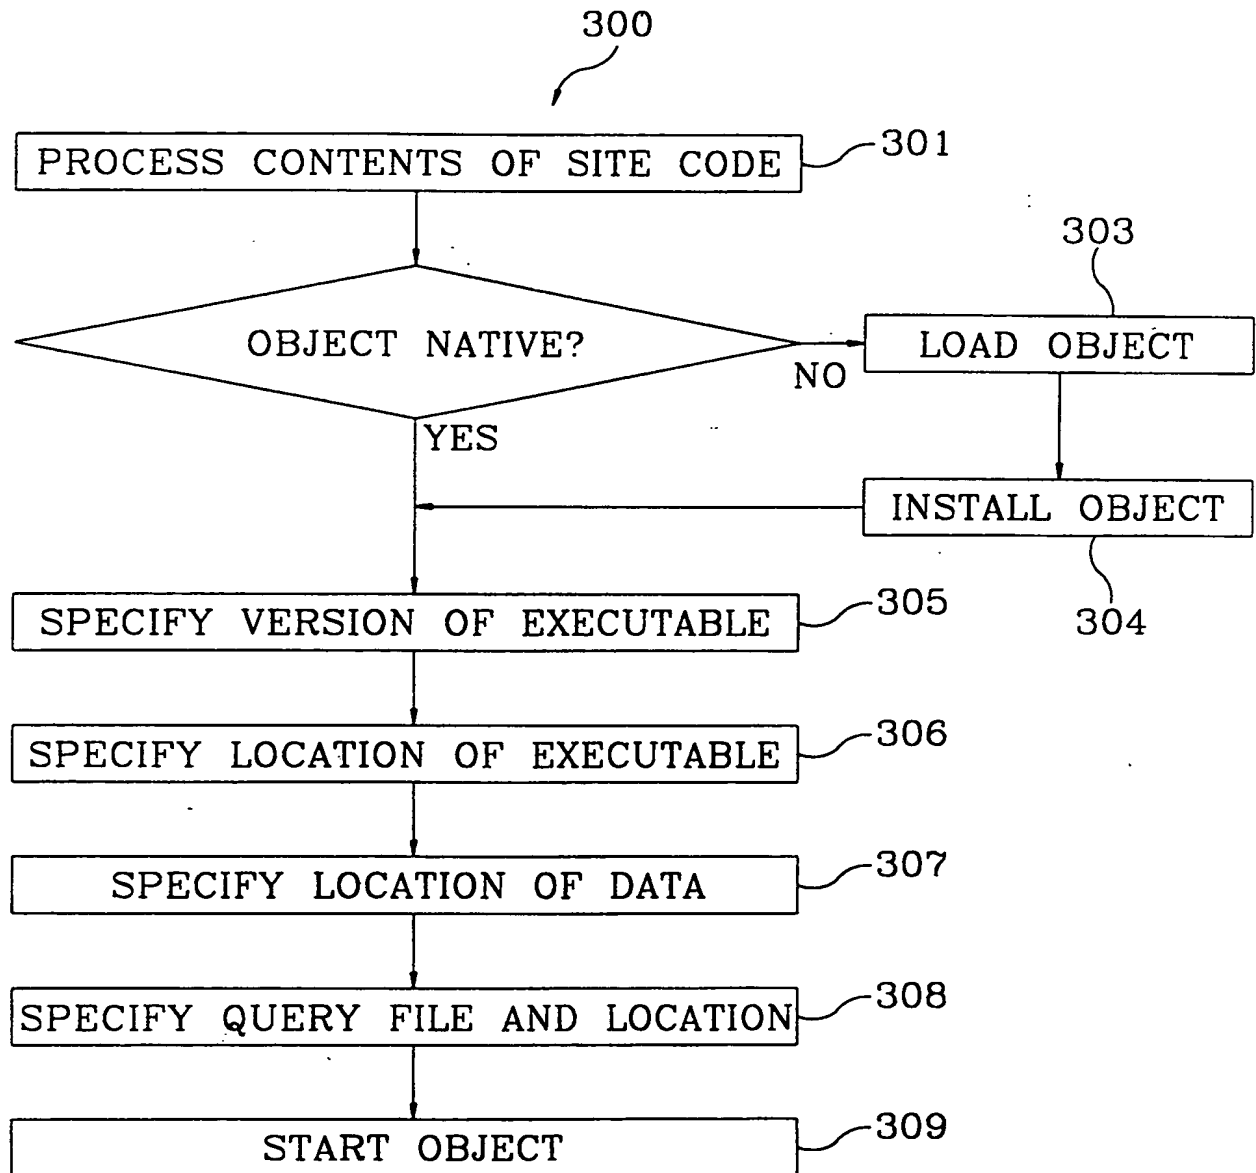 300
PROCESS CONTENTS OF SITE CODE
301
303
OBJECT NATIVE?
LOAD OBJECT
NO
YES
INSTALL OBJECT
304
SPECIFY VERSION OF EXECUTABLE
305
SPECIFY LOCATION OF EXECUTABLE
306
SPECIFY LOCATION OF DATA
307
SPECIFY QUERY FILE AND LOCATION
308
START OBJECT
309